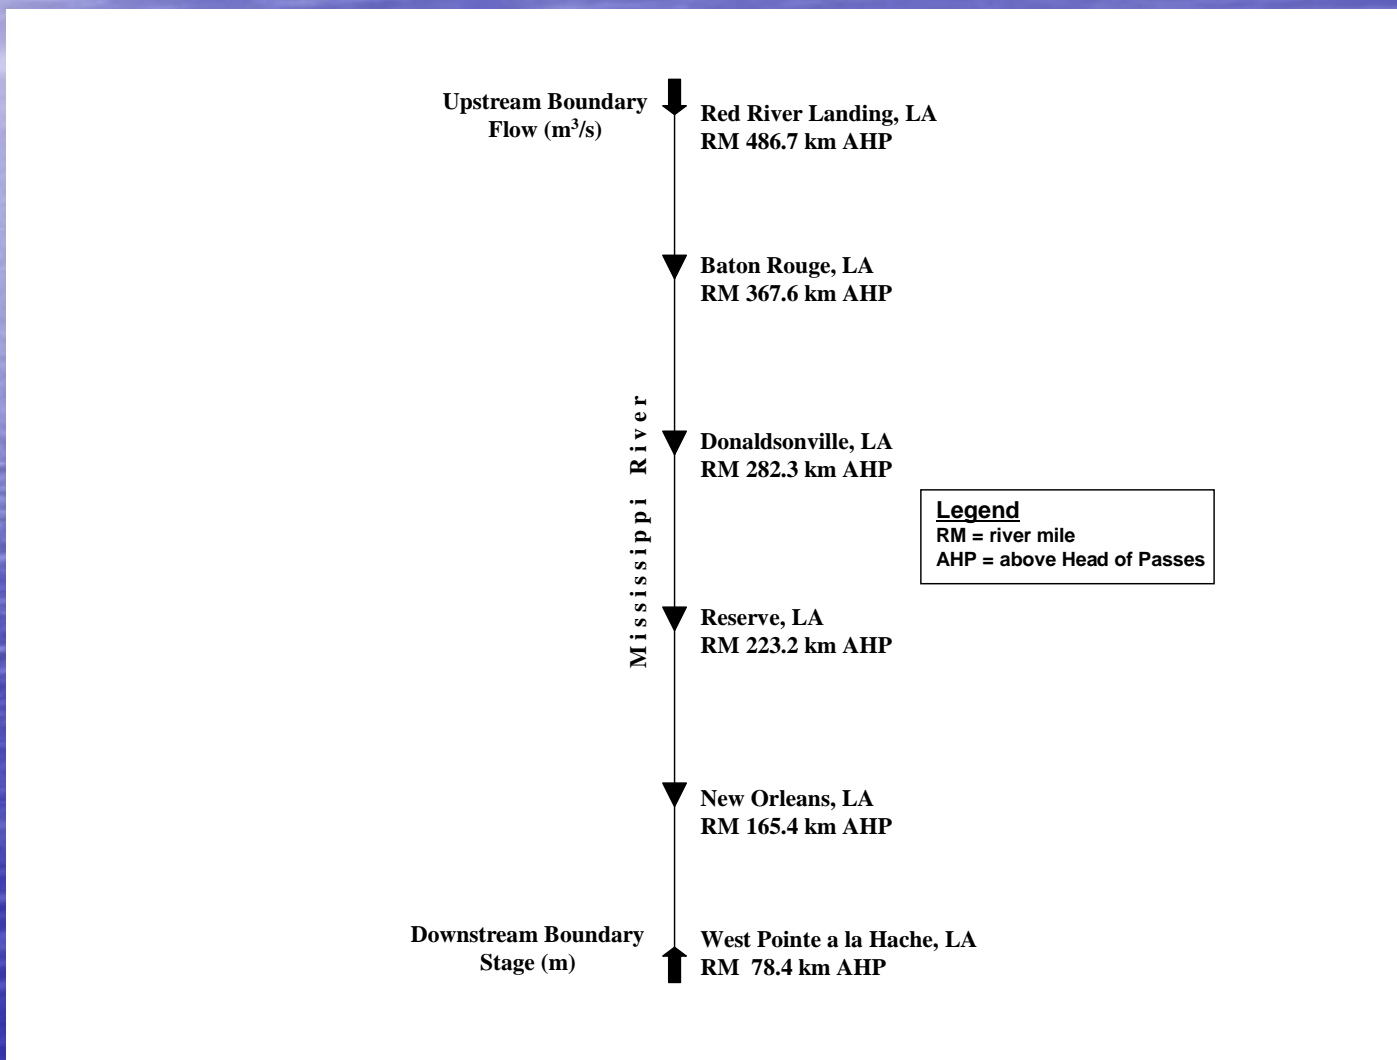 Upstream Boundary
Flow (m³/s)
Red River Landing, LA
RM 486.7 km AHP
Baton Rouge, LA
RM 367.6 km AHP
Mississippi River
Donaldsonville, LA
RM 282.3 km AHP
Legend
RM = river mile
AHP = above Head of Passes
Reserve, LA
RM 223.2 km AHP
New Orleans, LA
RM 165.4 km AHP
Downstream Boundary
Stage (m)
West Pointe a la Hache, LA
RM 78.4 km AHP